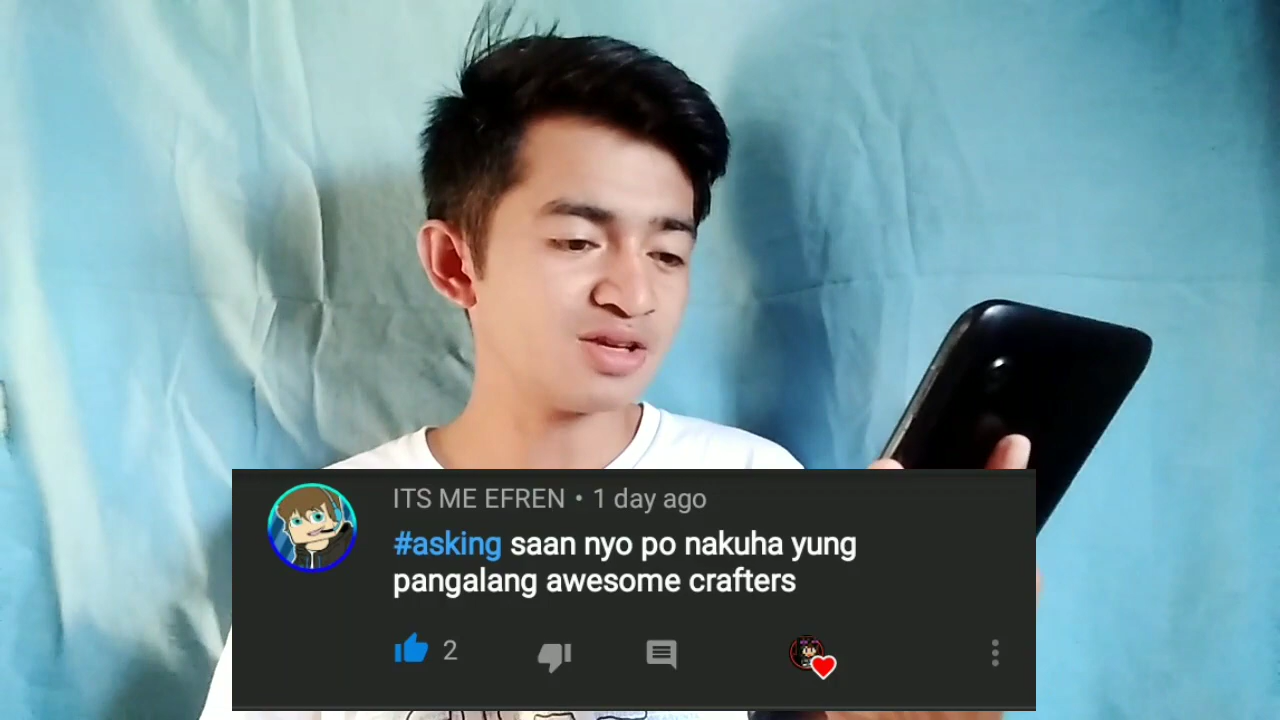 ITS ME EFREN • 1 day ago
#asking saan nyo po nakuha yung
pangalang awesome crafters
2